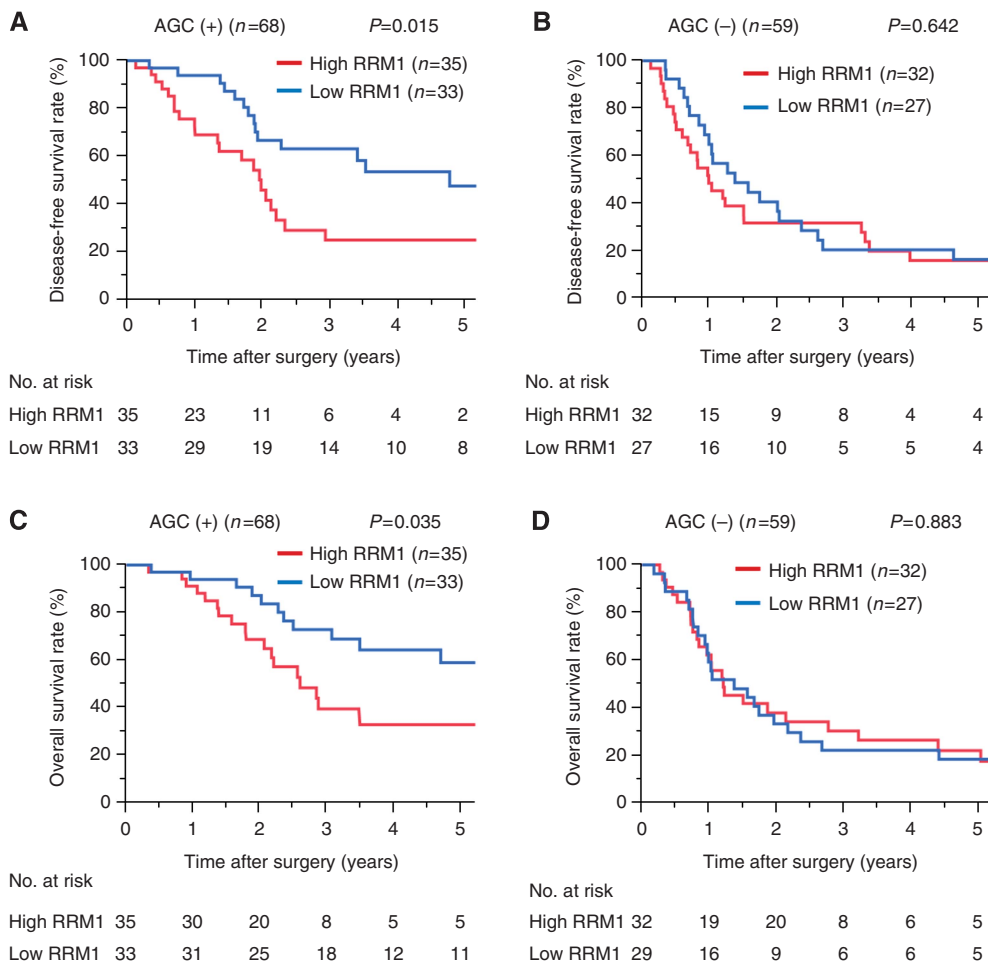 A
AGC (+) (n=68) P=0.015
High RRM1 (n=35)
Low RRM1 (n=33)
Disease-free survival rate (%)
100
80
60
40
20
0
0 1 2 3 4 5
Time after surgery (years)
No. at risk
High RRM1 35 23 11 6 4 2
Low RRM1 33 29 19 14 10 8
B
AGC (–) (n=59) P=0.642
High RRM1 (n=32)
Low RRM1 (n=27)
Disease-free survival rate (%)
100
80
60
40
20
0
0 1 2 3 4 5
Time after surgery (years)
High RRM1 32 15 9 8 4 4
Low RRM1 27 16 10 5 5 4
C
AGC (+) (n=68) P=0.035
High RRM1 (n=35)
Low RRM1 (n=33)
Overall survival rate (%)
100
80
60
40
20
0
0 1 2 3 4 5
Time after surgery (years)
No. at risk
High RRM1 35 30 20 8 5 5
Low RRM1 33 31 25 18 12 11
D
AGC (–) (n=59) P=0.883
High RRM1 (n=32)
Low RRM1 (n=27)
Overall survival rate (%)
100
80
60
40
20
0
0 1 2 3 4 5
Time after surgery (years)
No. at risk
High RRM1 32 19 20 8 6 5
Low RRM1 29 16 9 6 6 5